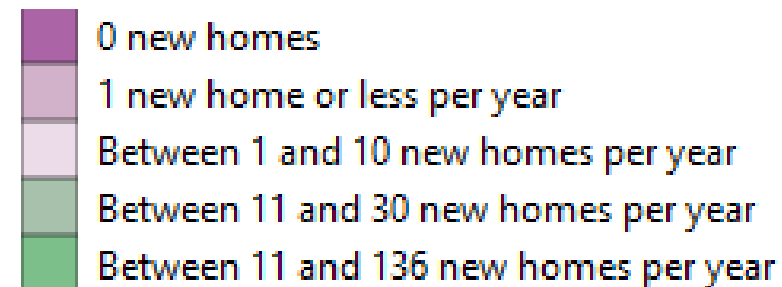 0 new homes
1 new home or less per year
Between 1 and 10 new homes per year
Between 11 and 30 new homes per year
Between 11 and 136 new homes per year